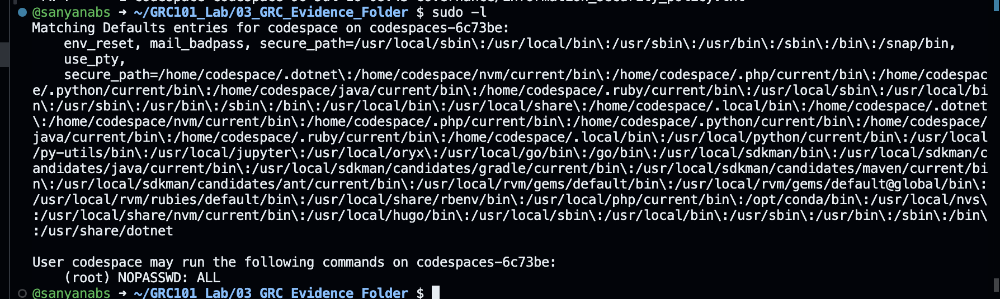 @sanyanabs ➜ ~/GRC101_Lab/03_GRC_Evidence_Folder $ sudo -l
Matching Defaults entries for codespace on codespaces-6c73be:
    env_reset, mail_badpass, secure_path=/usr/local/sbin\:/usr/local/bin\:/usr/sbin\:/usr/bin\:/sbin\:/bin\:/snap/bin,
    use_pty,
    secure_path=/home/codespace/.dotnet\:/home/codespace/nvm/current/bin\:/home/codespace/.php/current/bin\:/home/codespac
e/.python/current/bin\:/home/codespace/java/current/bin\:/home/codespace/.ruby/current/bin\:/usr/local/sbin\:/usr/local/bi
n\:/usr/sbin\:/usr/bin\:/sbin\:/bin\:/usr/local/bin\:/usr/local/share\:/home/codespace/.local/bin\:/home/codespace/.dotnet
\:/home/codespace/nvm/current/bin\:/home/codespace/.php/current/bin\:/home/codespace/.python/current/bin\:/home/codespace/
java/current/bin\:/home/codespace/.ruby/current/bin\:/home/codespace/.local/bin\:/usr/local/python/current/bin\:/usr/local
/py-utils/bin\:/usr/local/jupyter\:/usr/local/oryx\:/usr/local/go/bin\:/go/bin\:/usr/local/sdkman/bin\:/usr/local/sdkman/c
andidates/java/current/bin\:/usr/local/sdkman/candidates/gradle/current/bin\:/usr/local/sdkman/candidates/maven/current/bi
n\:/usr/local/sdkman/candidates/ant/current/bin\:/usr/local/rvm/gems/default/bin\:/usr/local/rvm/gems/default@global/bin\:
/usr/local/rvm/rubies/default/bin\:/usr/local/share/rbenv/bin\:/usr/local/php/current/bin\:/opt/conda/bin\:/usr/local/nvs\
:/usr/local/share/nvm/current/bin\:/usr/local/hugo/bin\:/usr/local/sbin\:/usr/local/bin\:/usr/sbin\:/usr/bin\:/sbin\:/bin\
:/usr/share/dotnet
User codespace may run the following commands on codespaces-6c73be:
    (root) NOPASSWD: ALL
@sanyanabs ➜ ~/GRC101_Lab/03_GRC_Evidence_Folder $